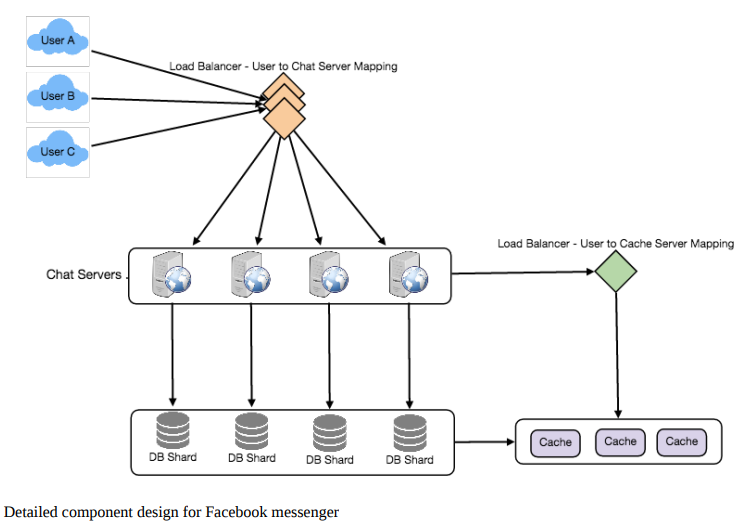 User A
Load Balancer - User to Chat Server Mapping
User B
User C
Load Balancer - User to Cache Server Mapping
Chat Servers
DB Shard
DB Shard
DB Shard
DB Shard
Cache
Cache
Cache
Detailed component design for Facebook messenger